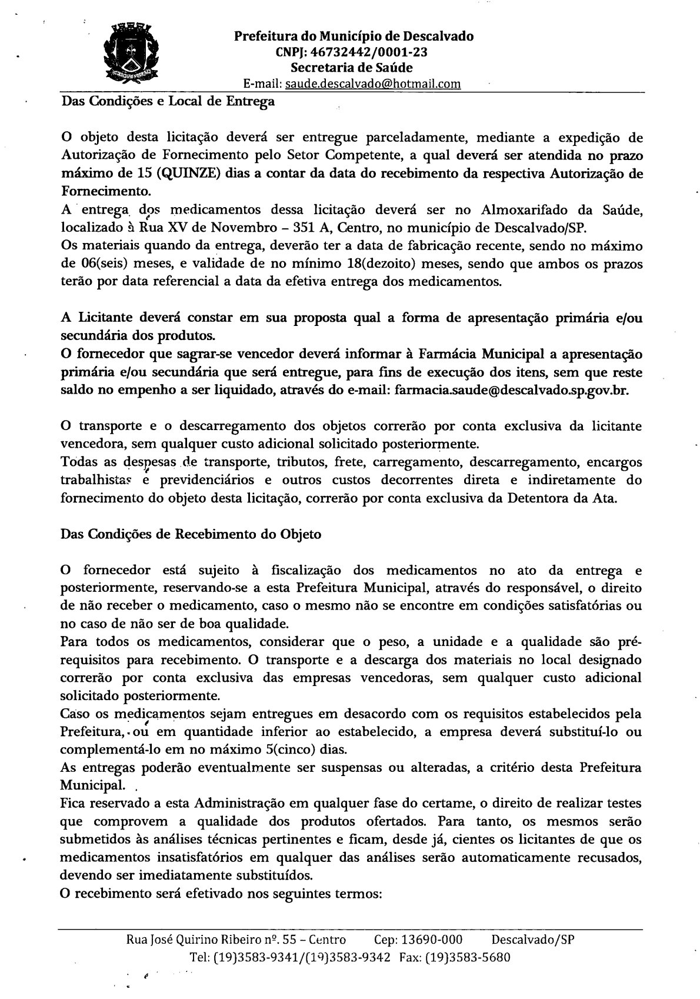 Prefeitura do Município de Descalvado
CNPJ: 46732442/0001-23
Secretaria de Saúde
E-mail: saude.descalvado@hotmail.com
Das Condições e Local de Entrega
O objeto desta licitação deverá ser entregue parceladamente, mediante a expedição de
Autorização de Fornecimento pelo Setor Competente, a qual deverá ser atendida no prazo
máximo de 15 (QUINZE) dias a contar da data do recebimento da respectiva Autorização de
Fornecimento.
A entrega dos medicamentos dessa licitação deverá ser no Almoxarifado da Saúde,
localizado à Rua XV de Novembro – 351 A, Centro, no município de Descalvado/SP.
Os materiais quando da entrega, deverão ter a data de fabricação recente, sendo no máximo
de 06(seis) meses, e validade de no mínimo 18(dezoito) meses, sendo que ambos os prazos
terão por data referencial a data da efetiva entrega dos medicamentos.
A Licitante deverá constar em sua proposta qual a forma de apresentação primária e/ou
secundária dos produtos.
O fornecedor que sagrar-se vencedor deverá informar à Farmácia Municipal a apresentação
primária e/ou secundária que será entregue, para fins de execução dos itens, sem que reste
saldo no empenho a ser liquidado, através do e-mail: farmacia.saude@descalvado.sp.gov.br.
O transporte e o descarregamento dos objetos correrão por conta exclusiva da licitante
vencedora, sem qualquer custo adicional solicitado posteriormente.
Todas as despesas de transporte, tributos, frete, carregamento, descarregamento, encargos
trabalhistas e previdenciários e outros custos decorrentes direta e indiretamente do
fornecimento do objeto desta licitação, correrão por conta exclusiva da Detentora da Ata.
Das Condições de Recebimento do Objeto
O fornecedor está sujeito à fiscalização dos medicamentos no ato da entrega e
posteriormente, reservando-se a esta Prefeitura Municipal, através do responsável, o direito
de não receber o medicamento, caso o mesmo não se encontre em condições satisfatórias ou
no caso de não ser de boa qualidade.
Para todos os medicamentos, considerar que o peso, a unidade e a qualidade são pré-
requisitos para recebimento. O transporte e a descarga dos materiais no local designado
correrão por conta exclusiva das empresas vencedoras, sem qualquer custo adicional
solicitado posteriormente.
Caso os medicamentos sejam entregues em desacordo com os requisitos estabelecidos pela
Prefeitura, ou em quantidade inferior ao estabelecido, a empresa deverá substituí-lo ou
complementá-lo em no máximo 5(cinco) dias.
As entregas poderão eventualmente ser suspensas ou alteradas, a critério desta Prefeitura
Municipal.
Fica reservado a esta Administração em qualquer fase do certame, o direito de realizar testes
que comprovem a qualidade dos produtos ofertados. Para tanto, os mesmos serão
submetidos às análises técnicas pertinentes e ficam, desde já, cientes os licitantes de que os
medicamentos insatisfatórios em qualquer das análises serão automaticamente recusados,
devendo ser imediatamente substituídos.
O recebimento será efetivado nos seguintes termos:
Rua José Quirino Ribeiro nº. 55 – Centro Cep: 13690-000 Descalvado/SP
Tel: (19)3583-9341/(19)3583-9342 Fax: (19)3583-5680